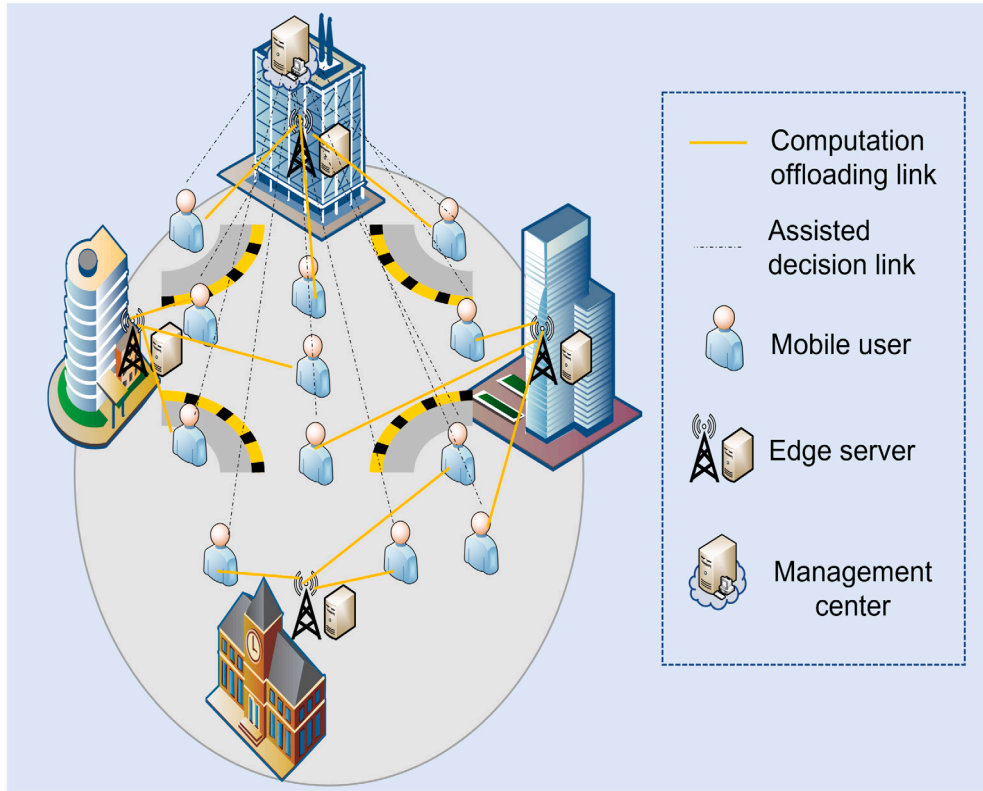 Computation
offloading link
Assisted
decision link
Mobile user
Edge server
Management
center